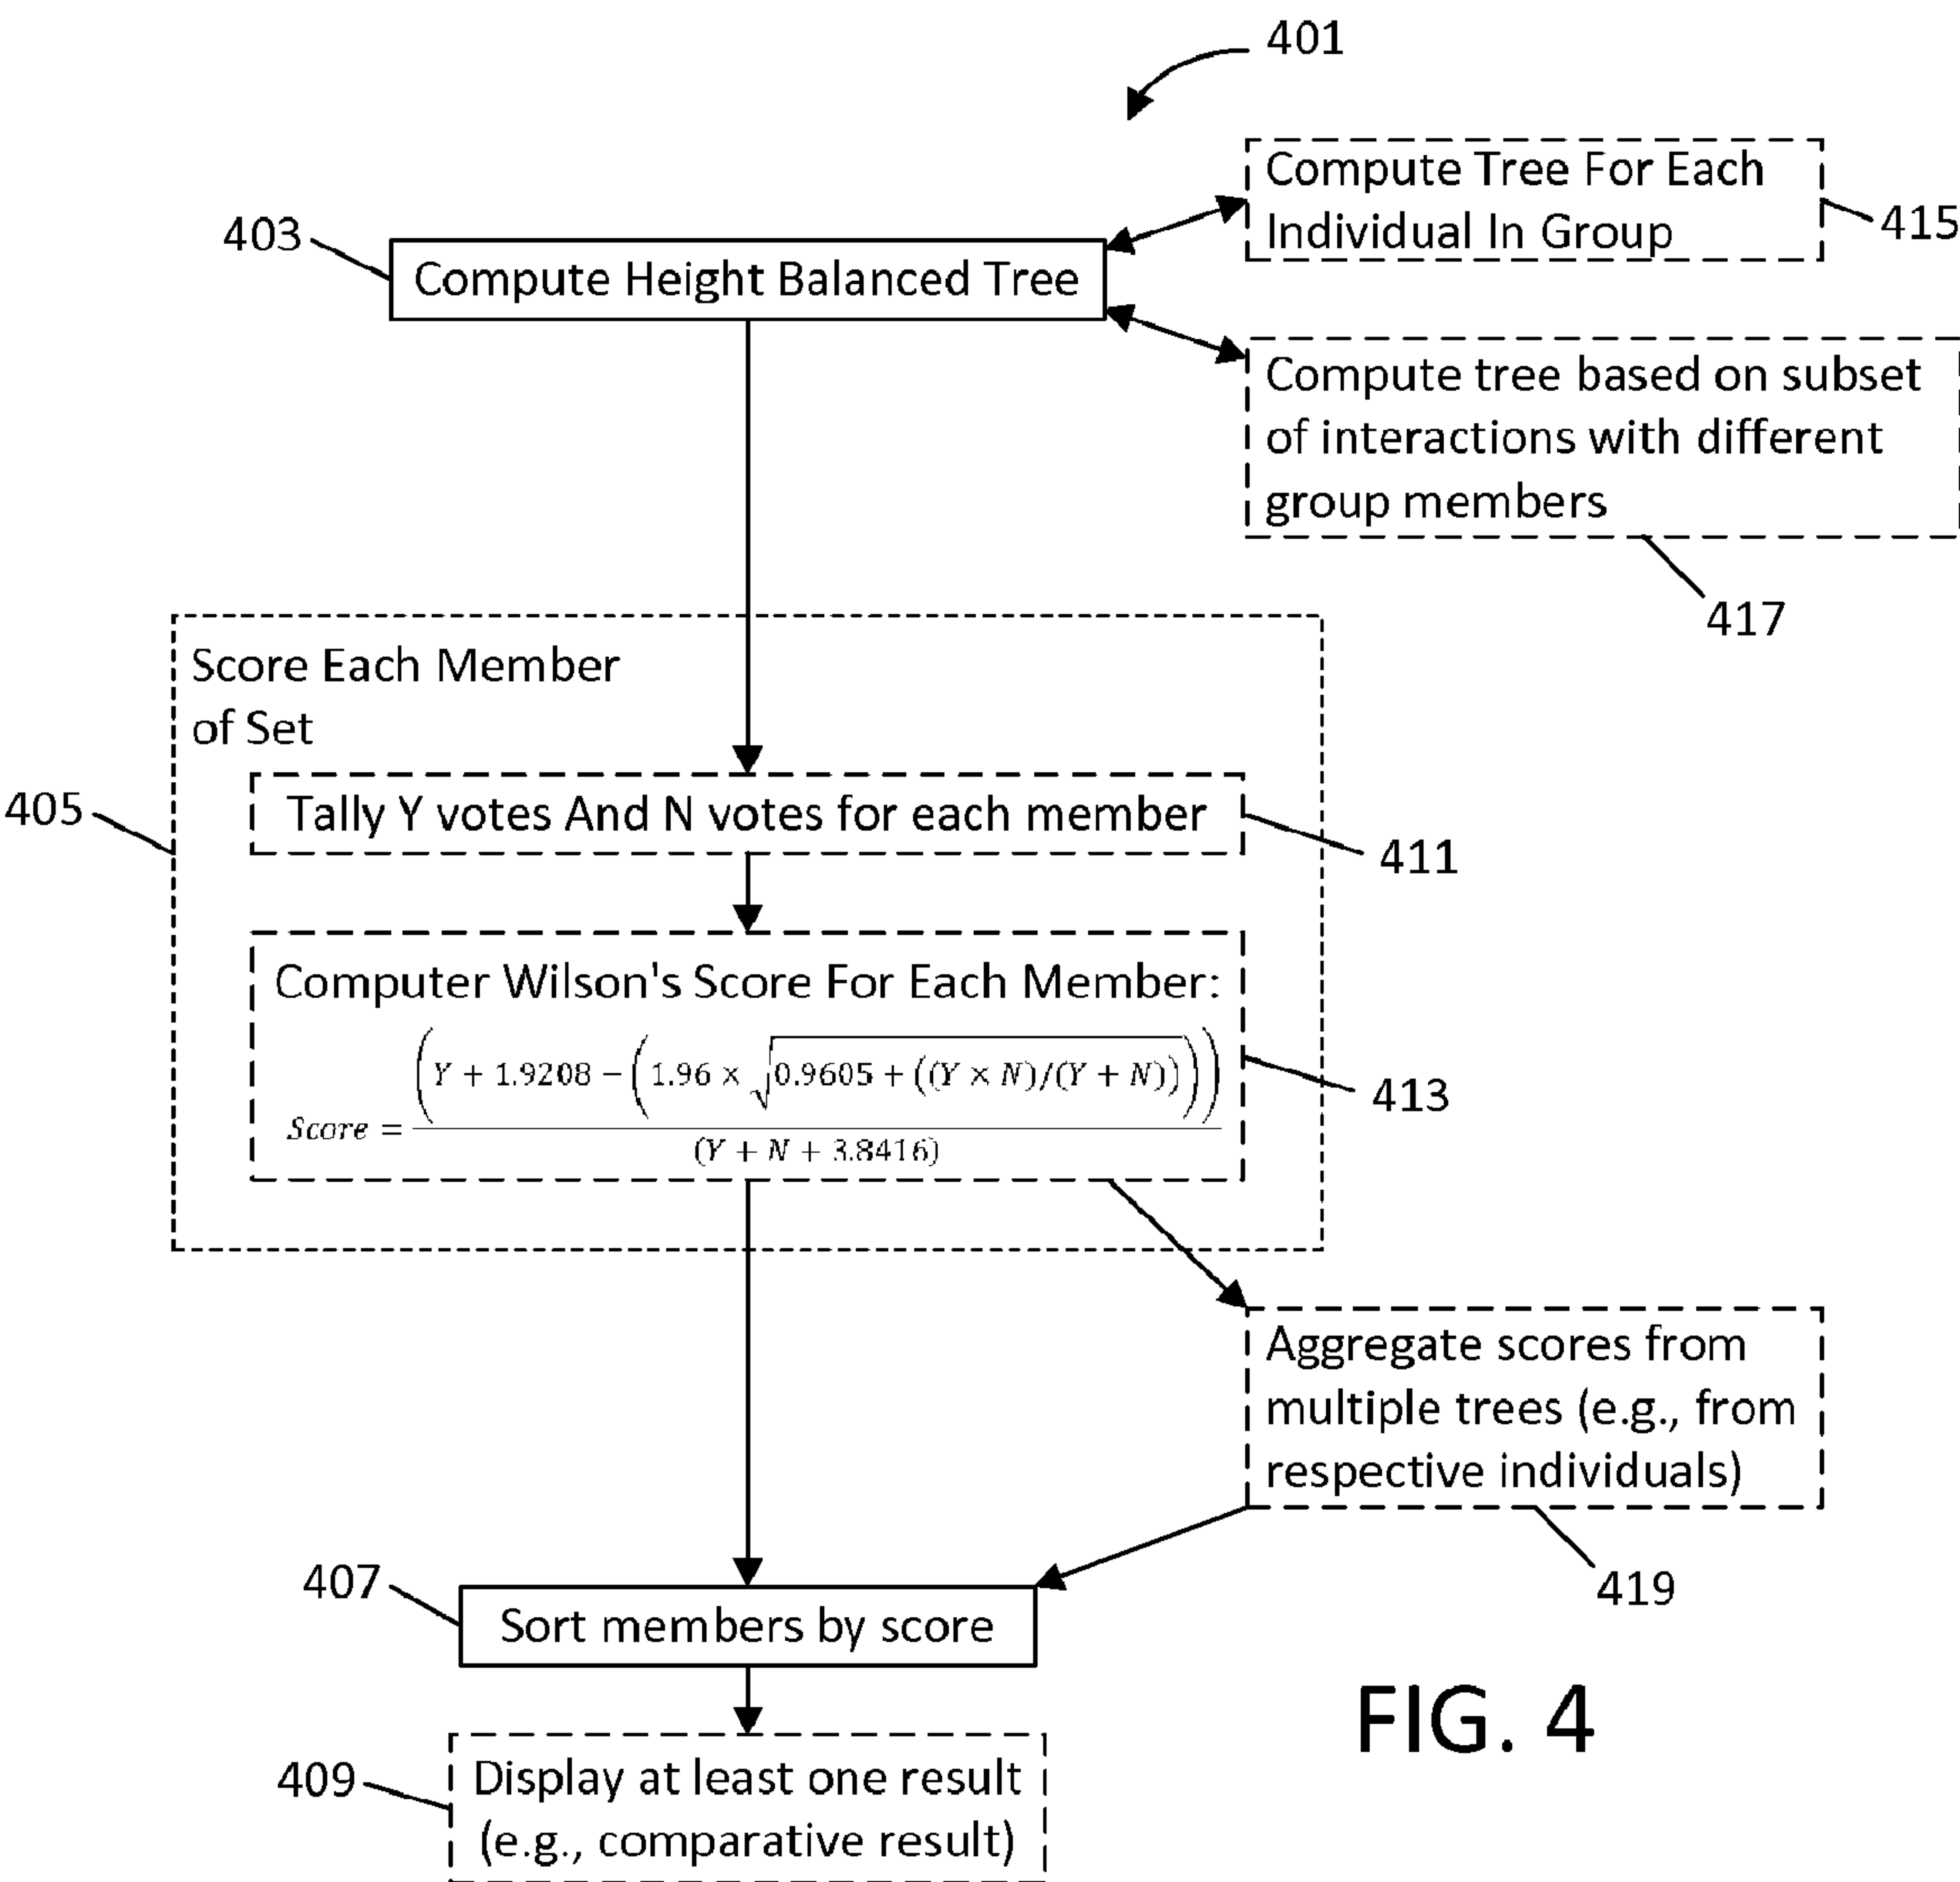 401
Compute Tree For Each
Individual In Group
415
403
Compute Height Balanced Tree
Compute tree based on subset
of interactions with different
group members
417
Score Each Member
of Set
405
Tally Y votes And N votes for each member
411
Computer Wilson's Score For Each Member:
Score = (Y + 1.9208 − (1.96 × √(0.9605 + ((Y × N)/(Y + N))))) / (Y + N + 3.8416)
413
Aggregate scores from
multiple trees (e.g., from
respective individuals)
419
407
Sort members by score
FIG. 4
409
Display at least one result
(e.g., comparative result)